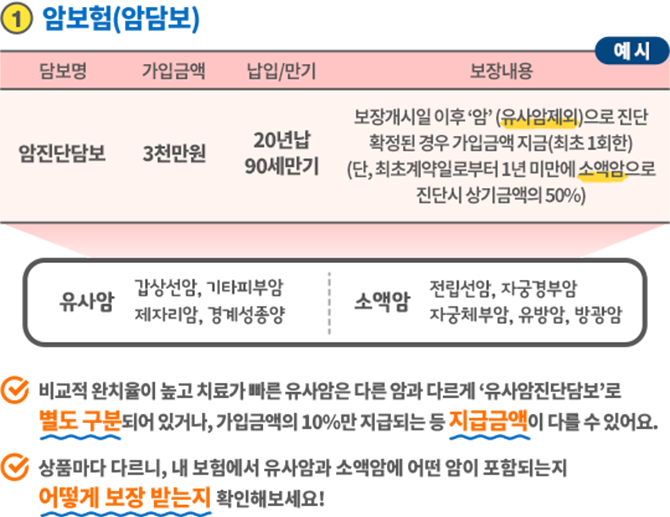 1 암보험(암담보)
예시
담보명 가입금액 납입/만기 보장내용
암진단담보 3천만원 20년납
90세만기
보장개시일 이후 ‘암’ (유사암제외)으로 진단
확정된 경우 가입금액 지급(최초 1회한)
(단, 최초계약일로부터 1년 미만에 소액암으로
진단시 상기금액의 50%)
유사암 갑상선암, 기타피부암
제자리암, 경계성종양
소액암 전립선암, 자궁경부암
자궁체부암, 유방암, 방광암
비교적 완치율이 높고 치료가 빠른 유사암은 다른 암과 다르게 ‘유사암진단담보’로
별도 구분되어 있거나, 가입금액의 10%만 지급되는 등 지급금액이 다를 수 있어요.
상품마다 다르니, 내 보험에서 유사암과 소액암에 어떤 암이 포함되는지
어떻게 보장 받는지 확인해보세요!